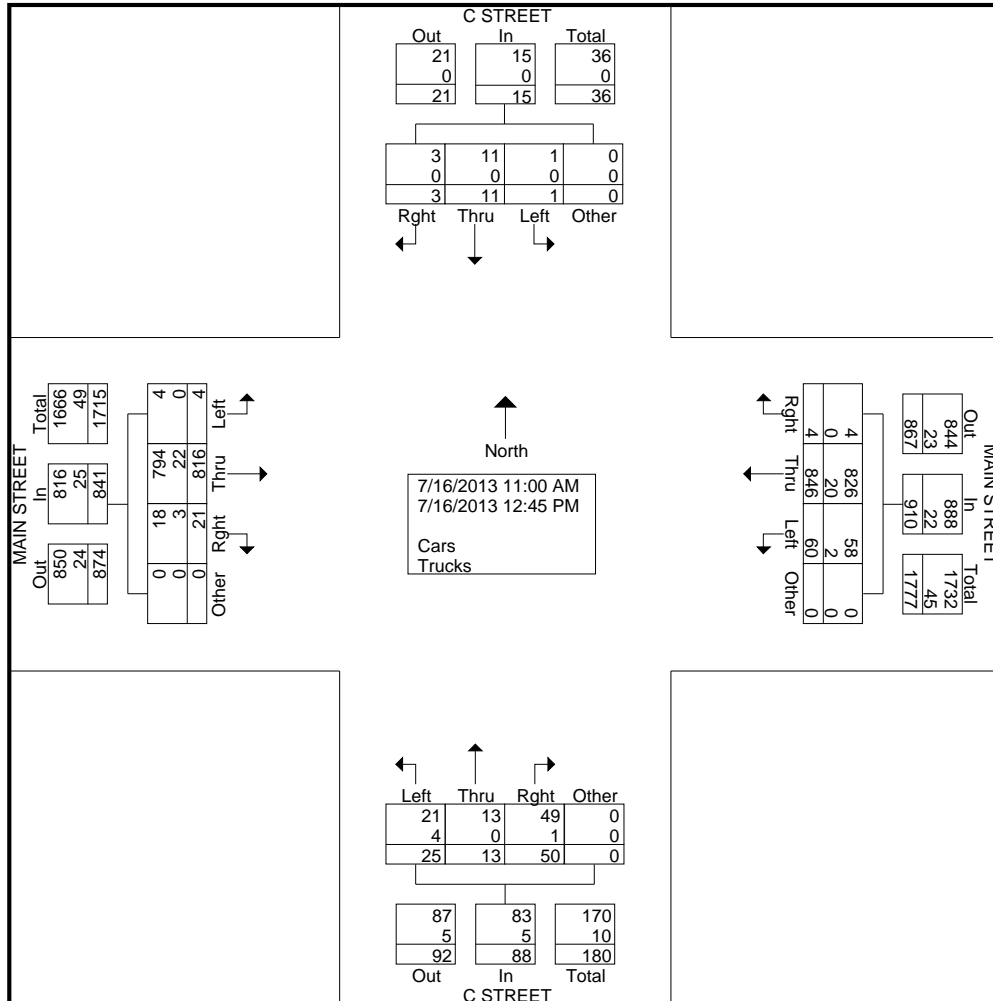 C STREET
Out In Total
21 15 36
0 0 0
21 15 36
3 11 1 0
0 0 0 0
3 11 1 0
Rght Thru Left Other
MAIN STREET
Total In Out
1666 816 850
49 25 24
1715 841 874
4 794 18 0
0 22 3 0
4 816 21 0
Left Thru Rght Other
North
7/16/2013 11:00 AM
7/16/2013 12:45 PM
Cars
Trucks
Rght Thru Left Other
4 826 58 0
0 20 2 0
4 846 60 0
MAIN STREET
Out In Total
844 888 1732
23 22 45
867 910 1777
Left Thru Rght Other
21 13 49 0
4 0 1 0
25 13 50 0
87 83 170
5 5 10
92 88 180
Out In Total
C STREET